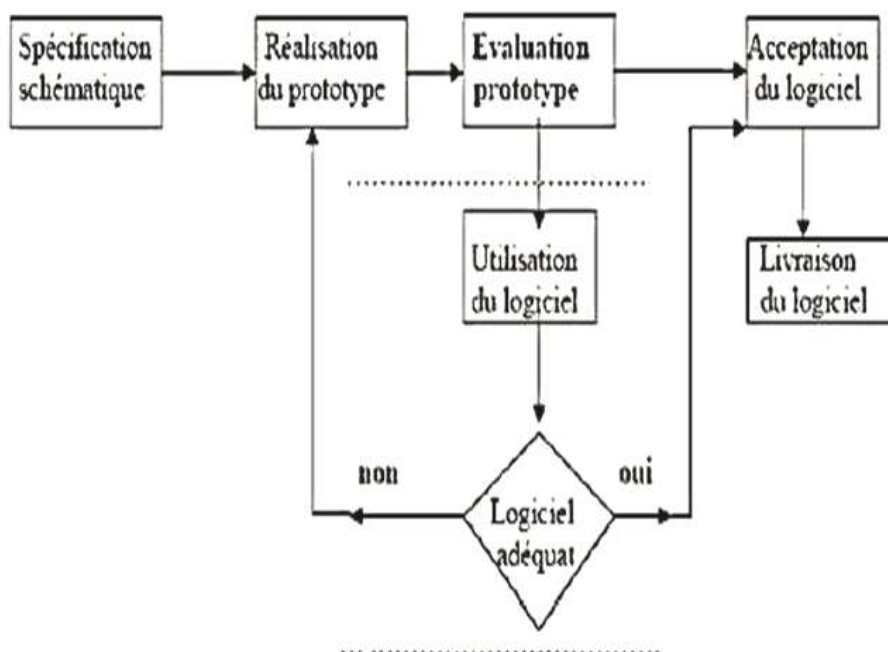 Spécification
schématique
Réalisation
du prototype
Evaluation
prototype
Acceptation
du logiciel
Utilisation
du logiciel
Livraison
du logiciel
non
oui
Logiciel
adéquat